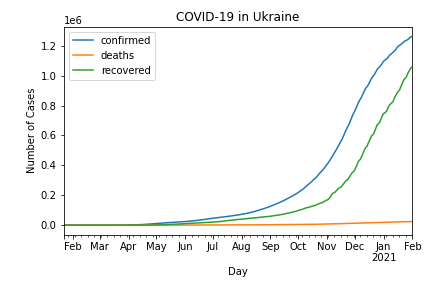 COVID-19 in Ukraine
1e6
confirmed
deaths
recovered
Number of Cases
1.2
1.0
0.8
0.6
0.4
0.2
0.0
Feb Mar Apr May Jun Jul Aug Sep Oct Nov Dec Jan Feb
2021
Day